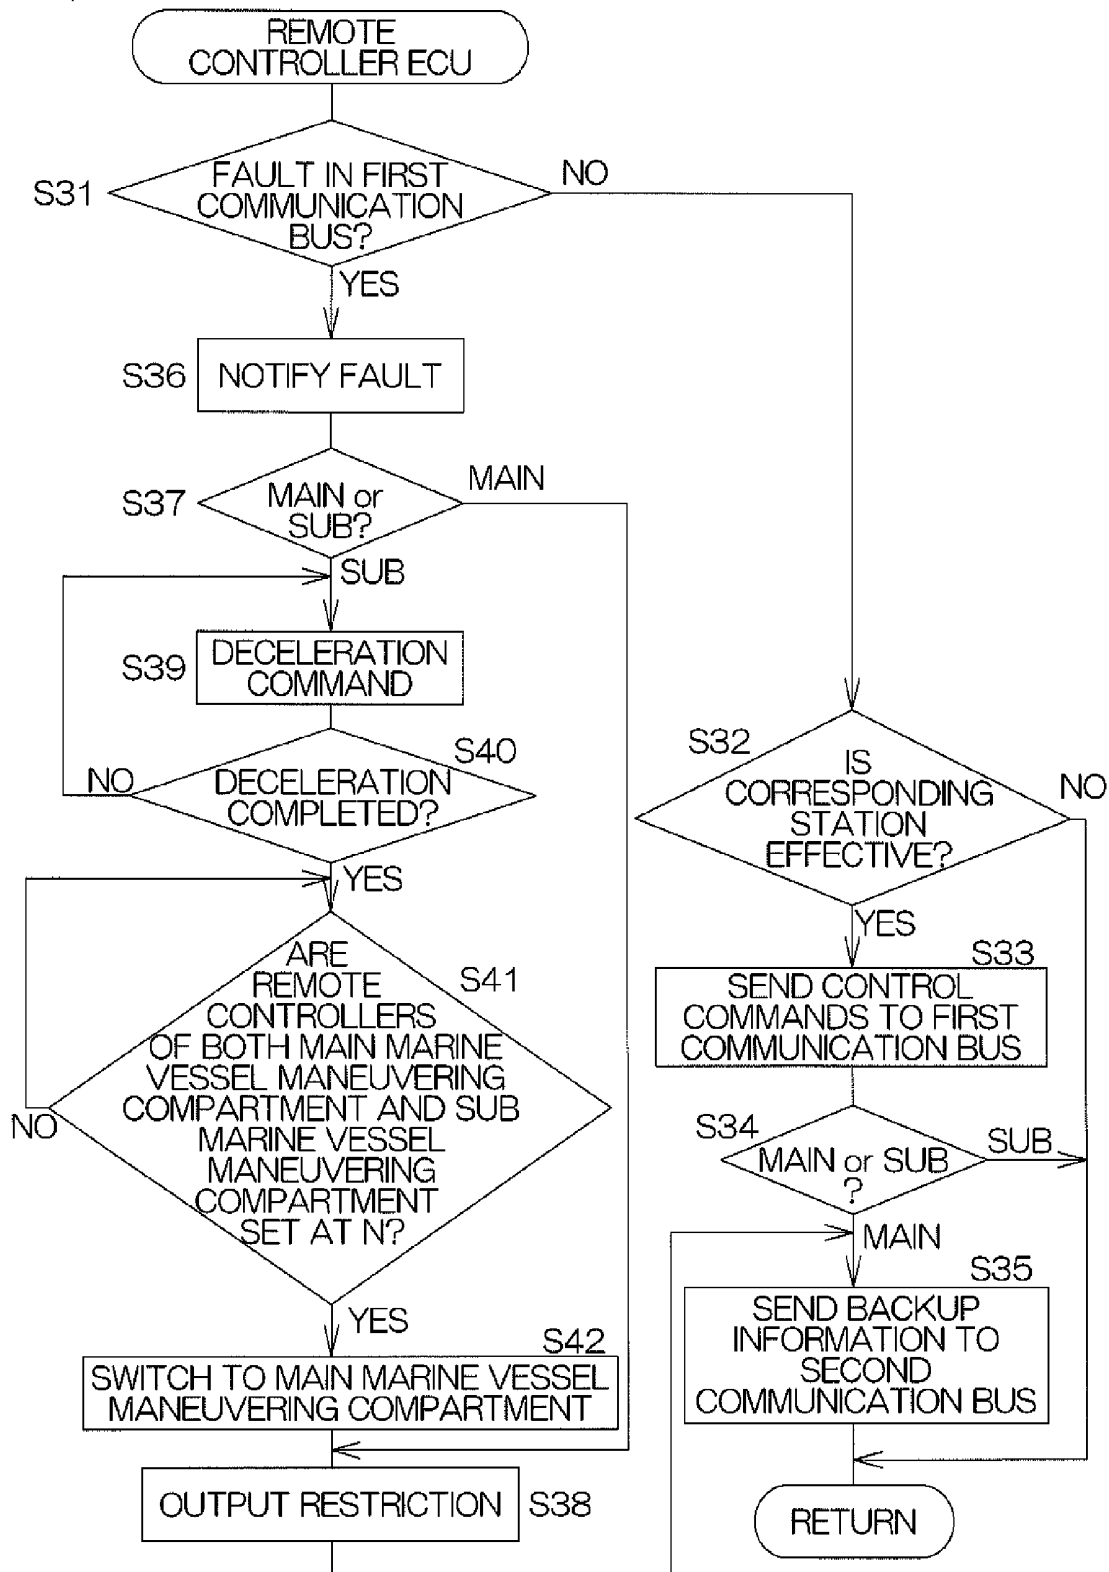 REMOTE
CONTROLLER ECU
S31
FAULT IN FIRST
COMMUNICATION
BUS?
NO
YES
S36
NOTIFY FAULT
S37
MAIN or
SUB?
MAIN
SUB
S39
DECELERATION
COMMAND
S40
DECELERATION
COMPLETED?
NO
YES
S41
ARE
REMOTE
CONTROLLERS
OF BOTH MAIN MARINE
VESSEL MANEUVERING
COMPARTMENT AND SUB
MARINE VESSEL
MANEUVERING
COMPARTMENT
SET AT N?
NO
YES
S42
SWITCH TO MAIN MARINE VESSEL
MANEUVERING COMPARTMENT
OUTPUT RESTRICTION
S38
S32
IS
CORRESPONDING
STATION
EFFECTIVE?
NO
YES
S33
SEND CONTROL
COMMANDS TO FIRST
COMMUNICATION BUS
S34
MAIN or SUB
?
SUB
MAIN
S35
SEND BACKUP
INFORMATION TO
SECOND
COMMUNICATION BUS
RETURN